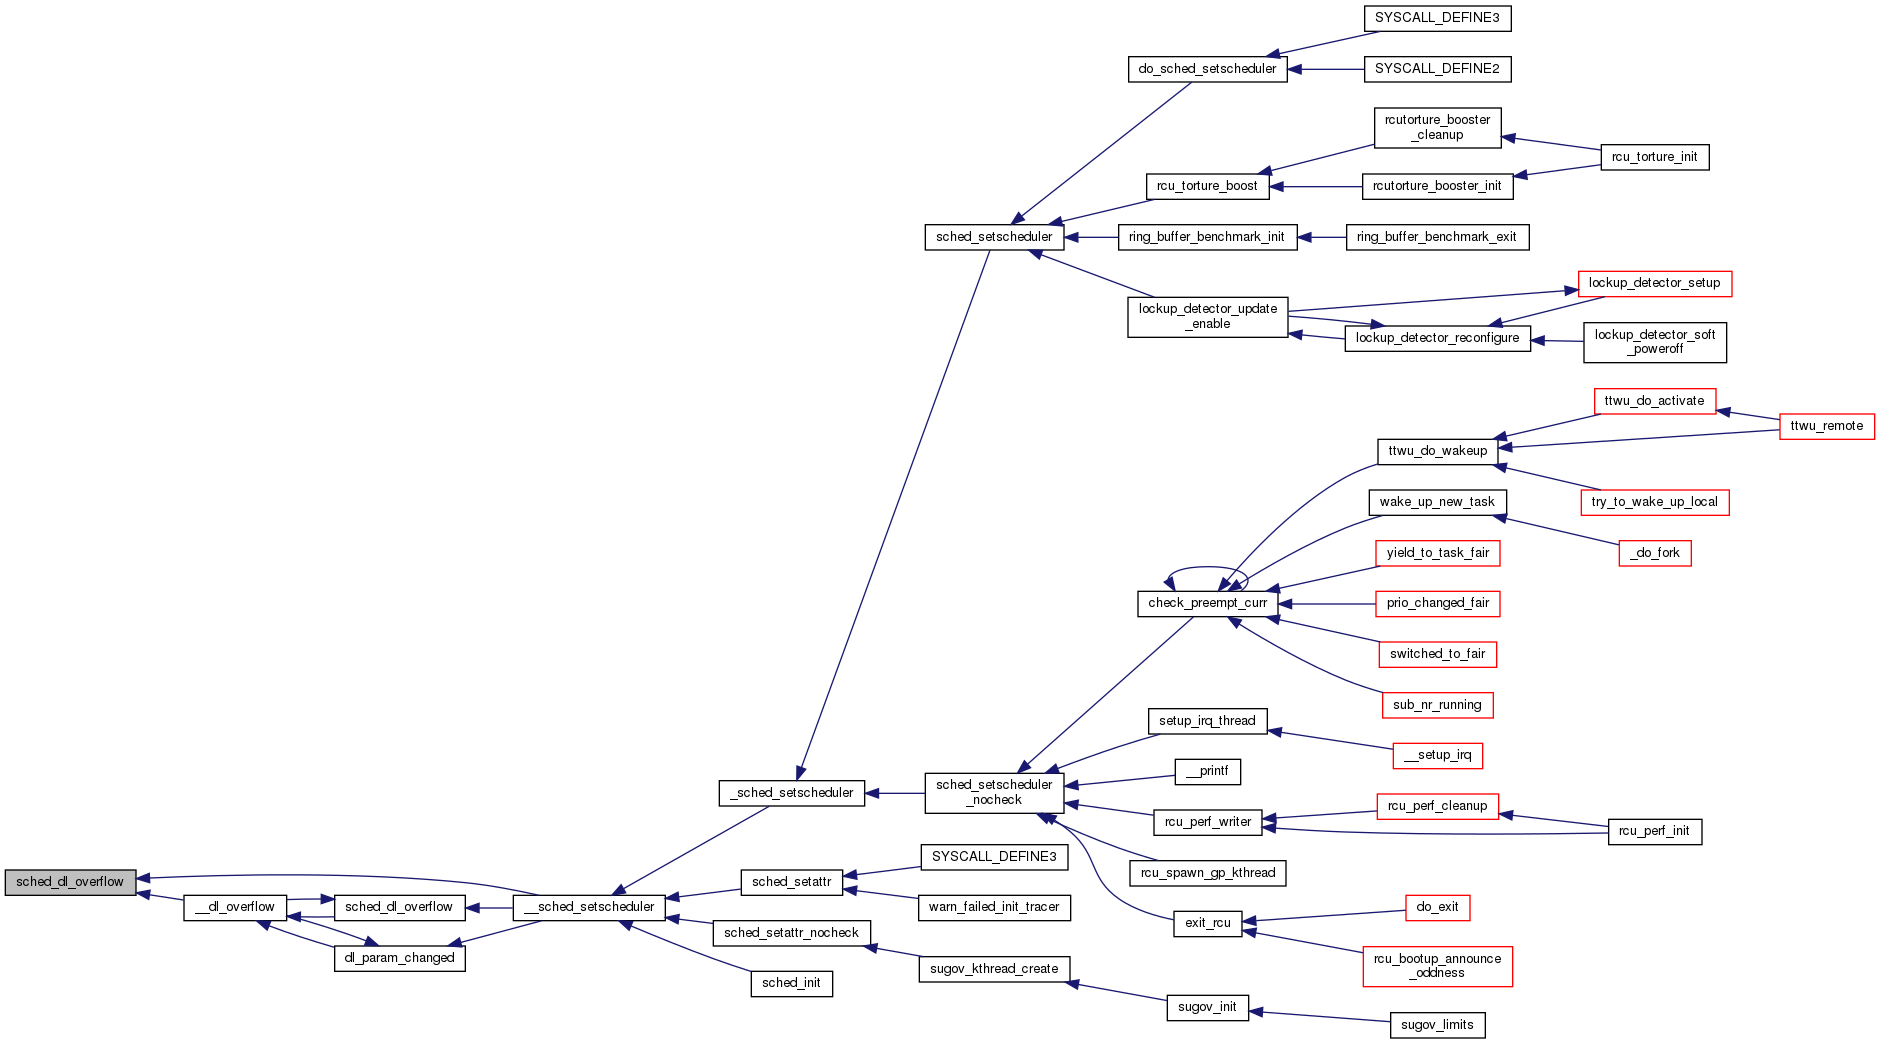 SYSCALL_DEFINE3
do_sched_setscheduler
SYSCALL_DEFINE2
rcutorture_booster
_cleanup
rcu_torture_init
rcu_torture_boost
rcutorture_booster_init
sched_setscheduler
ring_buffer_benchmark_init
ring_buffer_benchmark_exit
lockup_detector_setup
lockup_detector_update
_enable
lockup_detector_reconfigure
lockup_detector_soft
_poweroff
ttwu_do_activate
ttwu_remote
ttwu_do_wakeup
try_to_wake_up_local
wake_up_new_task
_do_fork
yield_to_task_fair
check_preempt_curr
prio_changed_fair
switched_to_fair
sub_nr_running
setup_irq_thread
__setup_irq
__printf
_sched_setscheduler
sched_setscheduler
_nocheck
rcu_perf_writer
rcu_perf_cleanup
rcu_perf_init
SYSCALL_DEFINE3
rcu_spawn_gp_kthread
sched_dl_overflow
sched_setattr
__dl_overflow
sched_dl_overflow
__sched_setscheduler
warn_failed_init_tracer
exit_rcu
do_exit
sched_setattr_nocheck
dl_param_changed
rcu_bootup_announce
_oddness
sugov_kthread_create
sched_init
sugov_init
sugov_limits